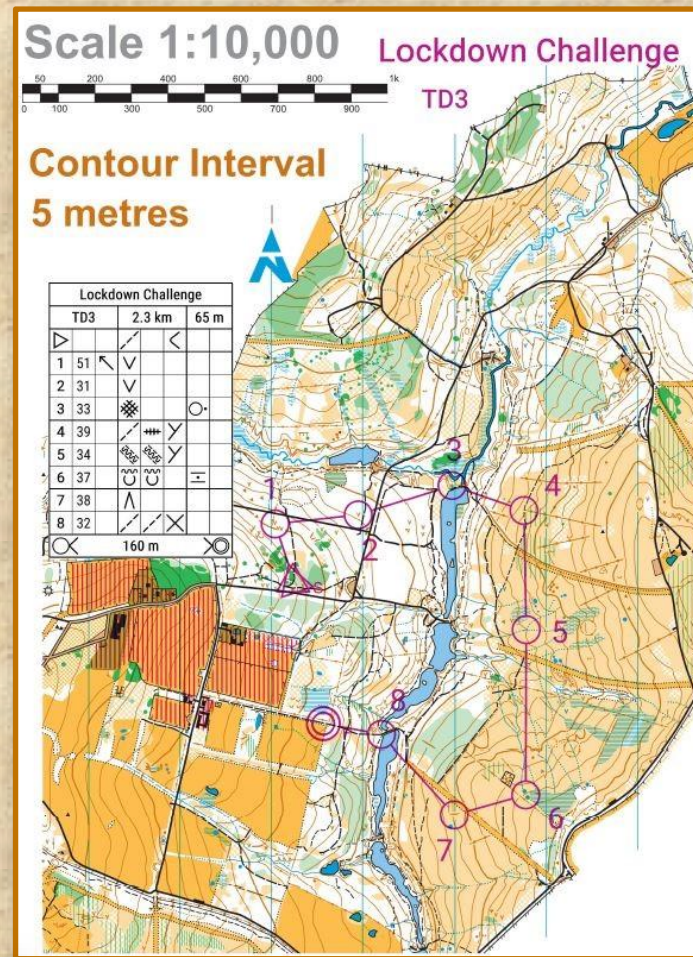 Scale 1:10,000
Lockdown Challenge
TD3
50 200 400 600 800 1k
0 100 300 500 700 900
Contour Interval
5 metres
N
Lockdown Challenge
TD3 2.3 km 65 m
1 51
2 31
3 33
4 39
5 34
6 37
7 38
8 32
160 m
1
2
3
4
5
6
7
8